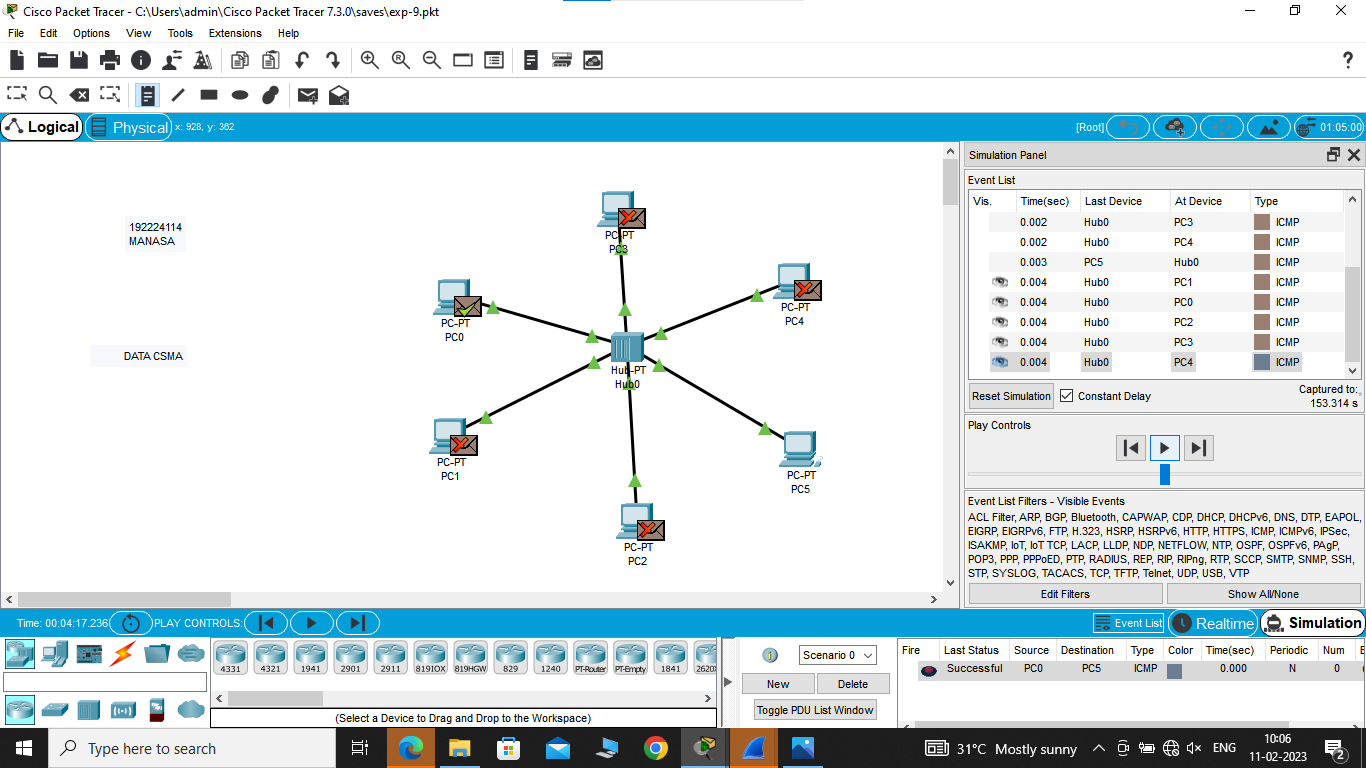 Cisco Packet Tracer - C:\Users\admin\Cisco Packet Tracer 7.3.0\saves\exp-9.pkt
File Edit Options View Tools Extensions Help
?
Logical Physical x: 928, y: 362 [Root] 01:05:00
192224114
MANASA
DATA CSMA
PC-PT
PC3
PC-PT
PC4
PC-PT
PC0
Hub-PT
Hub0
PC-PT
PC1
PC-PT
PC5
PC-PT
PC2
Simulation Panel
Event List
Vis. Time(sec) Last Device At Device Type
0.002 Hub0 PC3 ICMP
0.002 Hub0 PC4 ICMP
0.003 PC5 Hub0 ICMP
0.004 Hub0 PC1 ICMP
0.004 Hub0 PC0 ICMP
0.004 Hub0 PC2 ICMP
0.004 Hub0 PC3 ICMP
0.004 Hub0 PC4 ICMP
Reset Simulation Constant Delay Captured to:
153.314 s
Play Controls
Event List Filters - Visible Events
ACL Filter, ARP, BGP, Bluetooth, CAPWAP, CDP, DHCP, DHCPv6, DNS, DTP, EAPOL,
EIGRP, EIGRPv6, FTP, H.323, HSRP, HSRPv6, HTTP, HTTPS, ICMP, ICMPv6, IPSec,
ISAKMP, IoT, IoT TCP, LACP, LLDP, NDP, NETFLOW, NTP, OSPF, OSPFv6, PAgP,
POP3, PPP, PPPoED, PTP, RADIUS, REP, RIP, RIPng, RTP, SCCP, SMTP, SNMP, SSH,
STP, SYSLOG, TACACS, TCP, TFTP, Telnet, UDP, USB, VTP
Edit Filters Show All/None
Time: 00:04:17.236 PLAY CONTROLS: Event List Realtime Simulation
4331 4321 1941 2901 2911 819IOX 819HGW 829 1240 PT-Router PT-Empty 1841 2620X
(Select a Device to Drag and Drop to the Workspace)
Scenario 0
New Delete
Toggle PDU List Window
Fire Last Status Source Destination Type Color Time(sec) Periodic Num E
Successful PC0 PC5 ICMP 0.000 N 0
Type here to search 31°C Mostly sunny ENG 10:06
11-02-2023 2